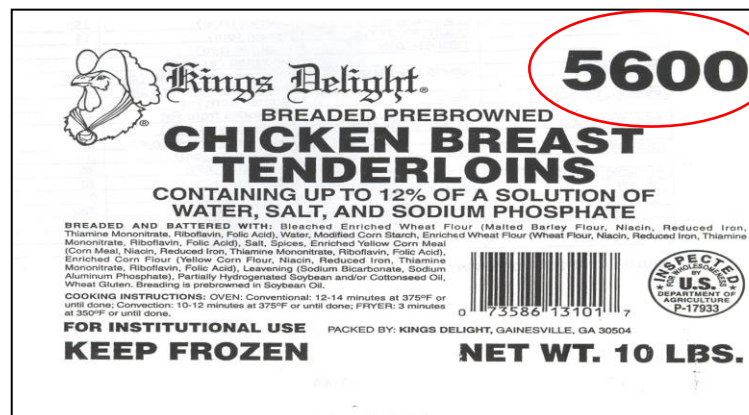 Kings Delight®
5600
BREADED PREBROWNED
CHICKEN BREAST
TENDERLOINS
CONTAINING UP TO 12% OF A SOLUTION OF
WATER, SALT, AND SODIUM PHOSPHATE
BREADED AND BATTERED WITH: Bleached Enriched Wheat Flour (Malted Barley Flour, Niacin, Reduced Iron,
Thiamine Mononitrate, Riboflavin, Folic Acid), Water, Modified Corn Starch, Enriched Wheat Flour (Wheat Flour, Niacin, Reduced Iron, Thiamine
Mononitrate, Riboflavin, Folic Acid), Salt, Spices, Enriched Yellow Corn Meal
(Corn Meal, Niacin, Reduced Iron, Thiamine Mononitrate, Riboflavin, Folic Acid),
Enriched Corn Flour (Yellow Corn Flour, Niacin, Reduced Iron, Thiamine
Mononitrate, Riboflavin, Folic Acid), Leavening (Sodium Bicarbonate, Sodium
Aluminum Phosphate), Partially Hydrogenated Soybean and/or Cottonseed Oil,
Wheat Gluten. Breading is prebrowned in Soybean Oil.
COOKING INSTRUCTIONS: OVEN: Conventional: 12-14 minutes at 375ºF or
until done; Convection: 10-12 minutes at 375ºF or until done; FRYER: 3 minutes
at 350ºF or until done.
0 73586 13101 7
INSPECTED
FOR WHOLESOMENESS
BY
U.S.
DEPARTMENT OF
AGRICULTURE
P-17933
FOR INSTITUTIONAL USE
PACKED BY: KINGS DELIGHT, GAINESVILLE, GA 30504
KEEP FROZEN
NET WT. 10 LBS.